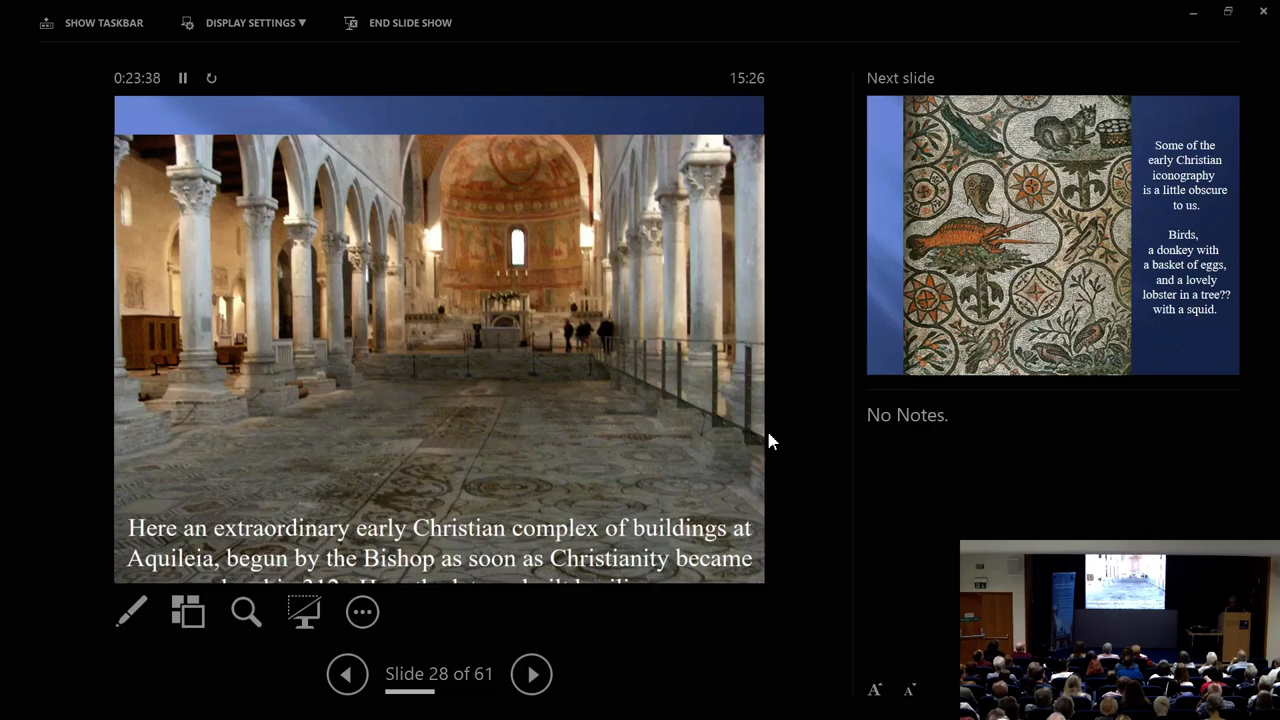 SHOW TASKBAR
DISPLAY SETTINGS ▼
END SLIDE SHOW
0:23:38
15:26
Next slide
Here an extraordinary early Christian complex of buildings at
Aquileia, begun by the Bishop as soon as Christianity became
Some of the
early Christian
iconography
is a little obscure
to us.
Birds,
a donkey with
a basket of eggs,
and a lovely
lobster in a tree??
with a squid.
No Notes.
Slide 28 of 61
A A